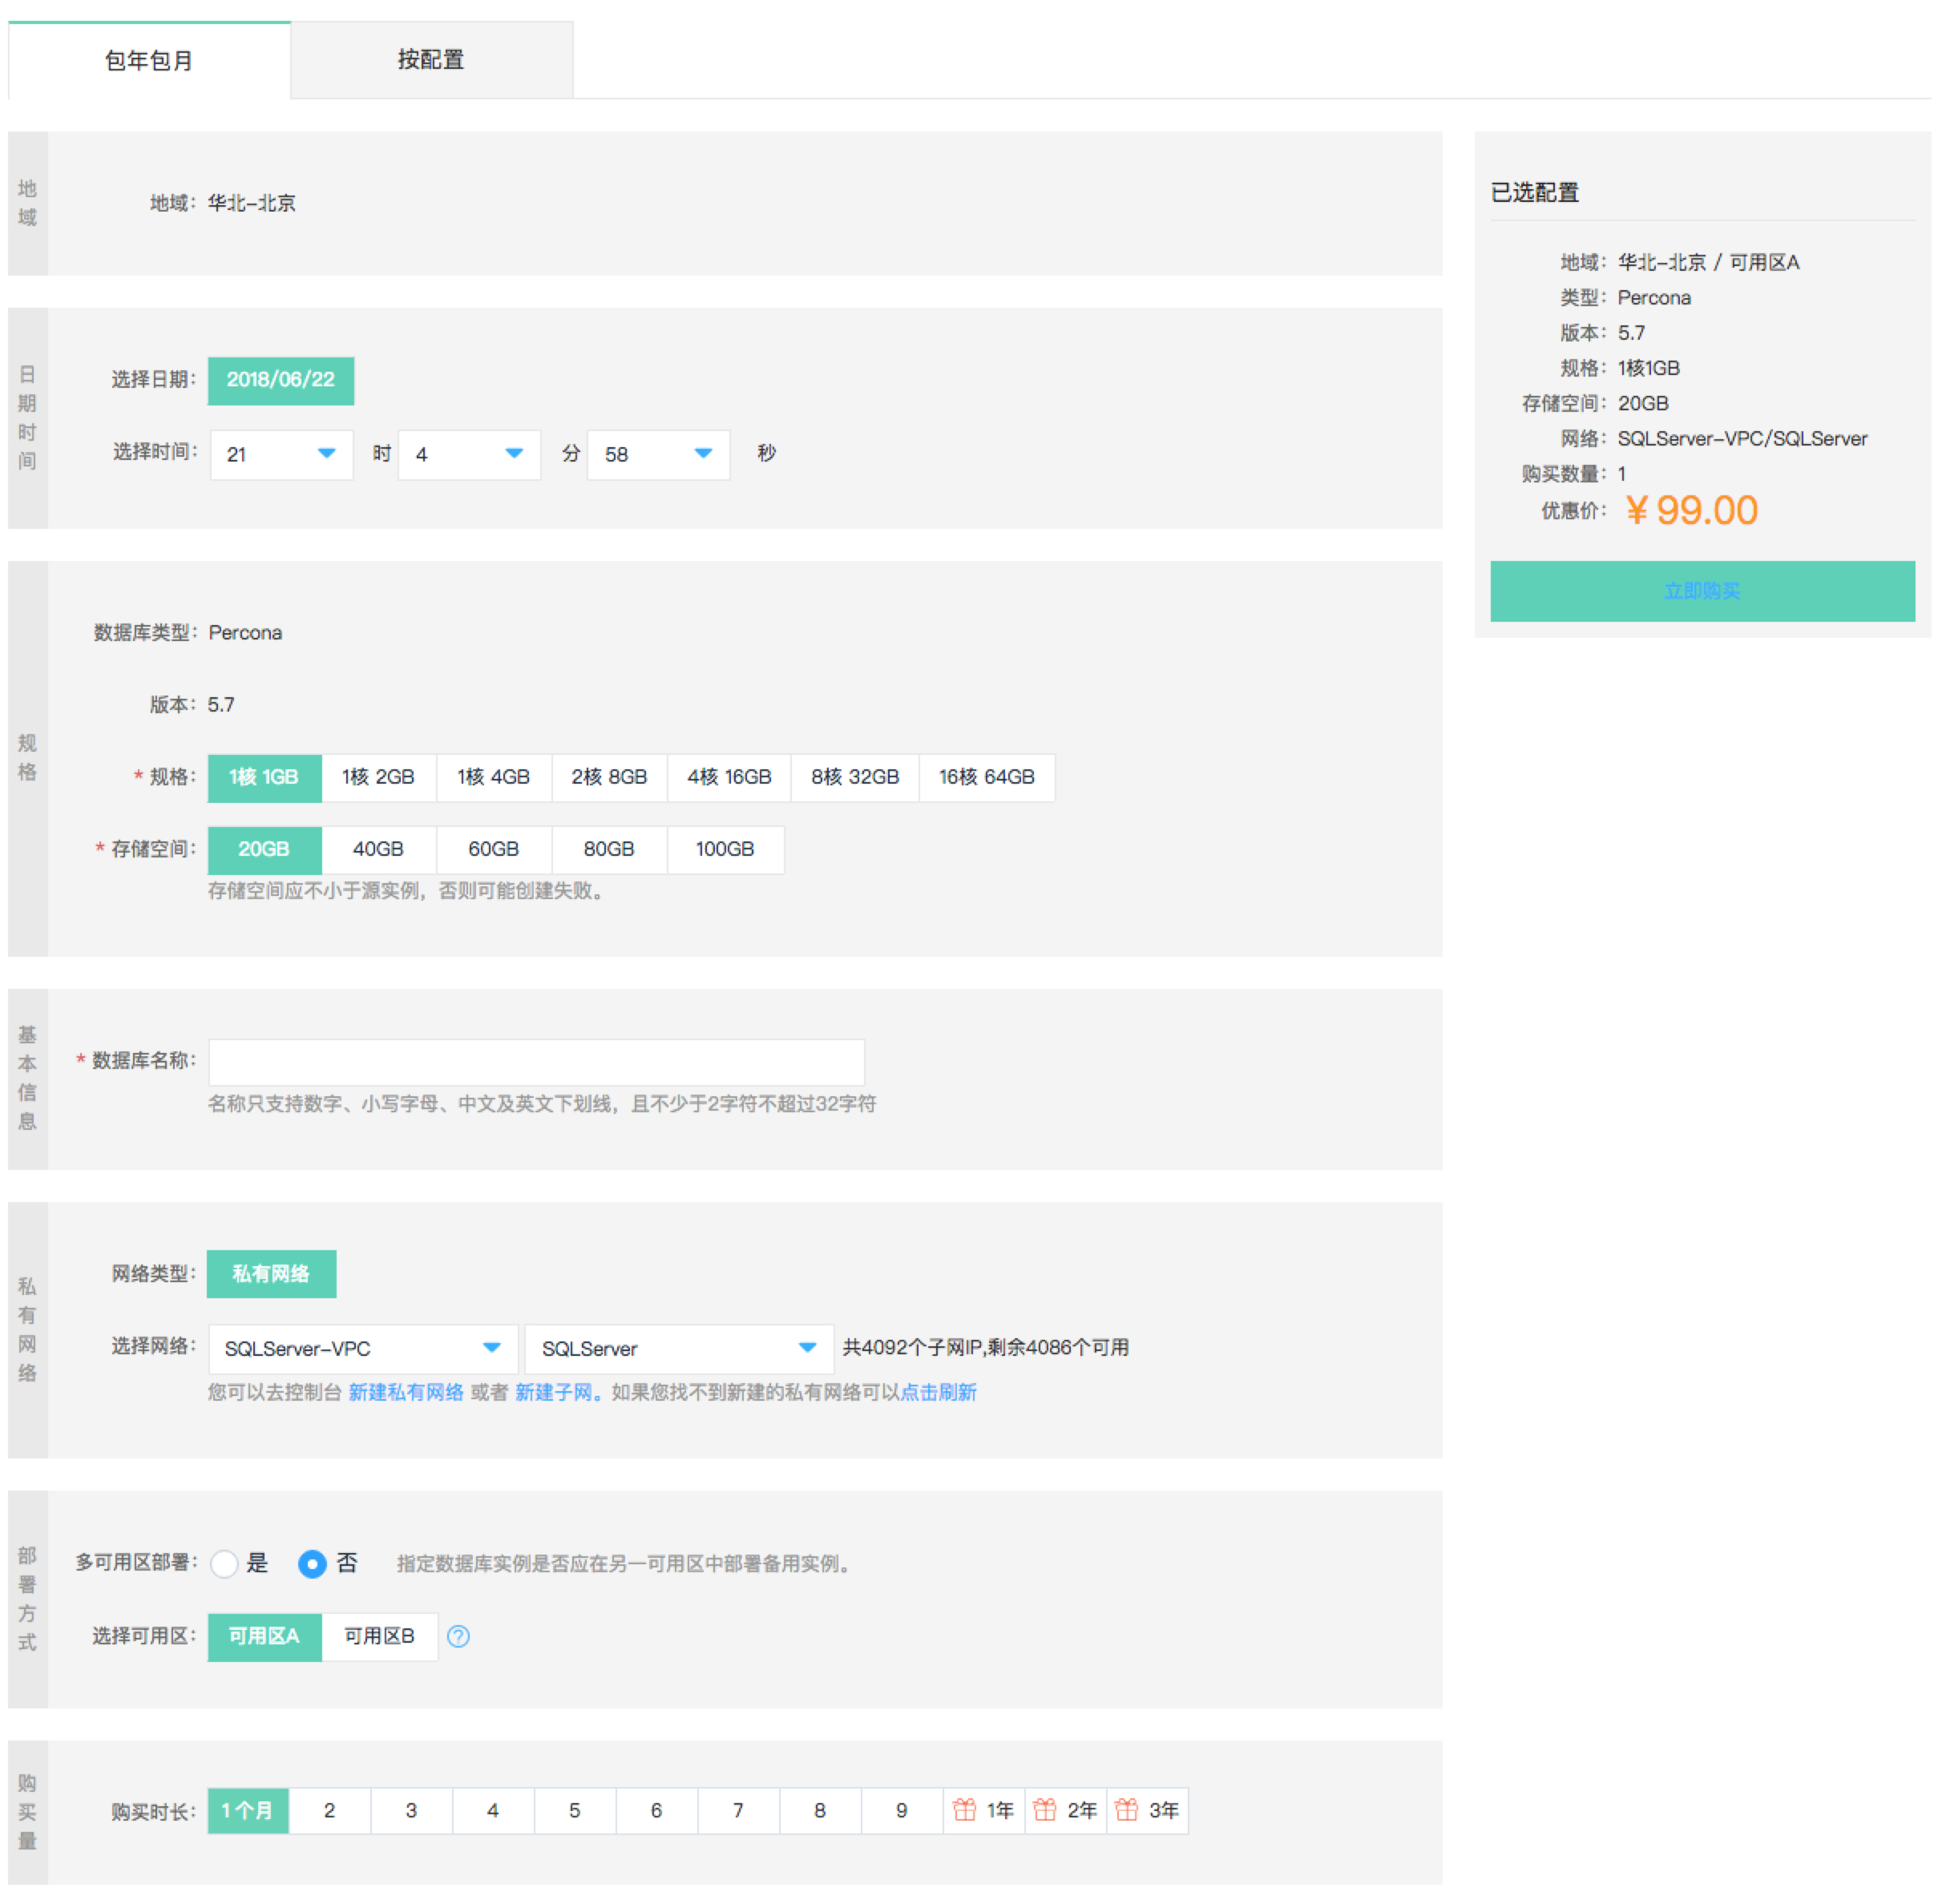 包年包月
按配置
地域
地域：华北-北京
日期时间
选择日期：2018/06/22
选择时间：21 时 4 分 58 秒
规格
数据库类型：Percona
版本：5.7
* 规格：1核 1GB 1核 2GB 1核 4GB 2核 8GB 4核 16GB 8核 32GB 16核 64GB
* 存储空间：20GB 40GB 60GB 80GB 100GB
存储空间应不小于源实例，否则可能创建失败。
基本信息
* 数据库名称：
名称只支持数字、小写字母、中文及英文下划线，且不少于2字符不超过32字符
私有网络
网络类型：私有网络
选择网络：SQLServer-VPC SQLServer 共4092个子网IP,剩余4086个可用
您可以去控制台 新建私有网络 或者 新建子网。如果您找不到新建的私有网络可以点击刷新
部署方式
多可用区部署：是 否 指定数据库实例是否应在另一可用区中部署备用实例。
选择可用区：可用区A 可用区B ?
购买量
购买时长：1个月 2 3 4 5 6 7 8 9 1年 2年 3年
已选配置
地域：华北-北京 / 可用区A
类型：Percona
版本：5.7
规格：1核1GB
存储空间：20GB
网络：SQLServer-VPC/SQLServer
购买数量：1
优惠价：¥ 99.00
立即购买